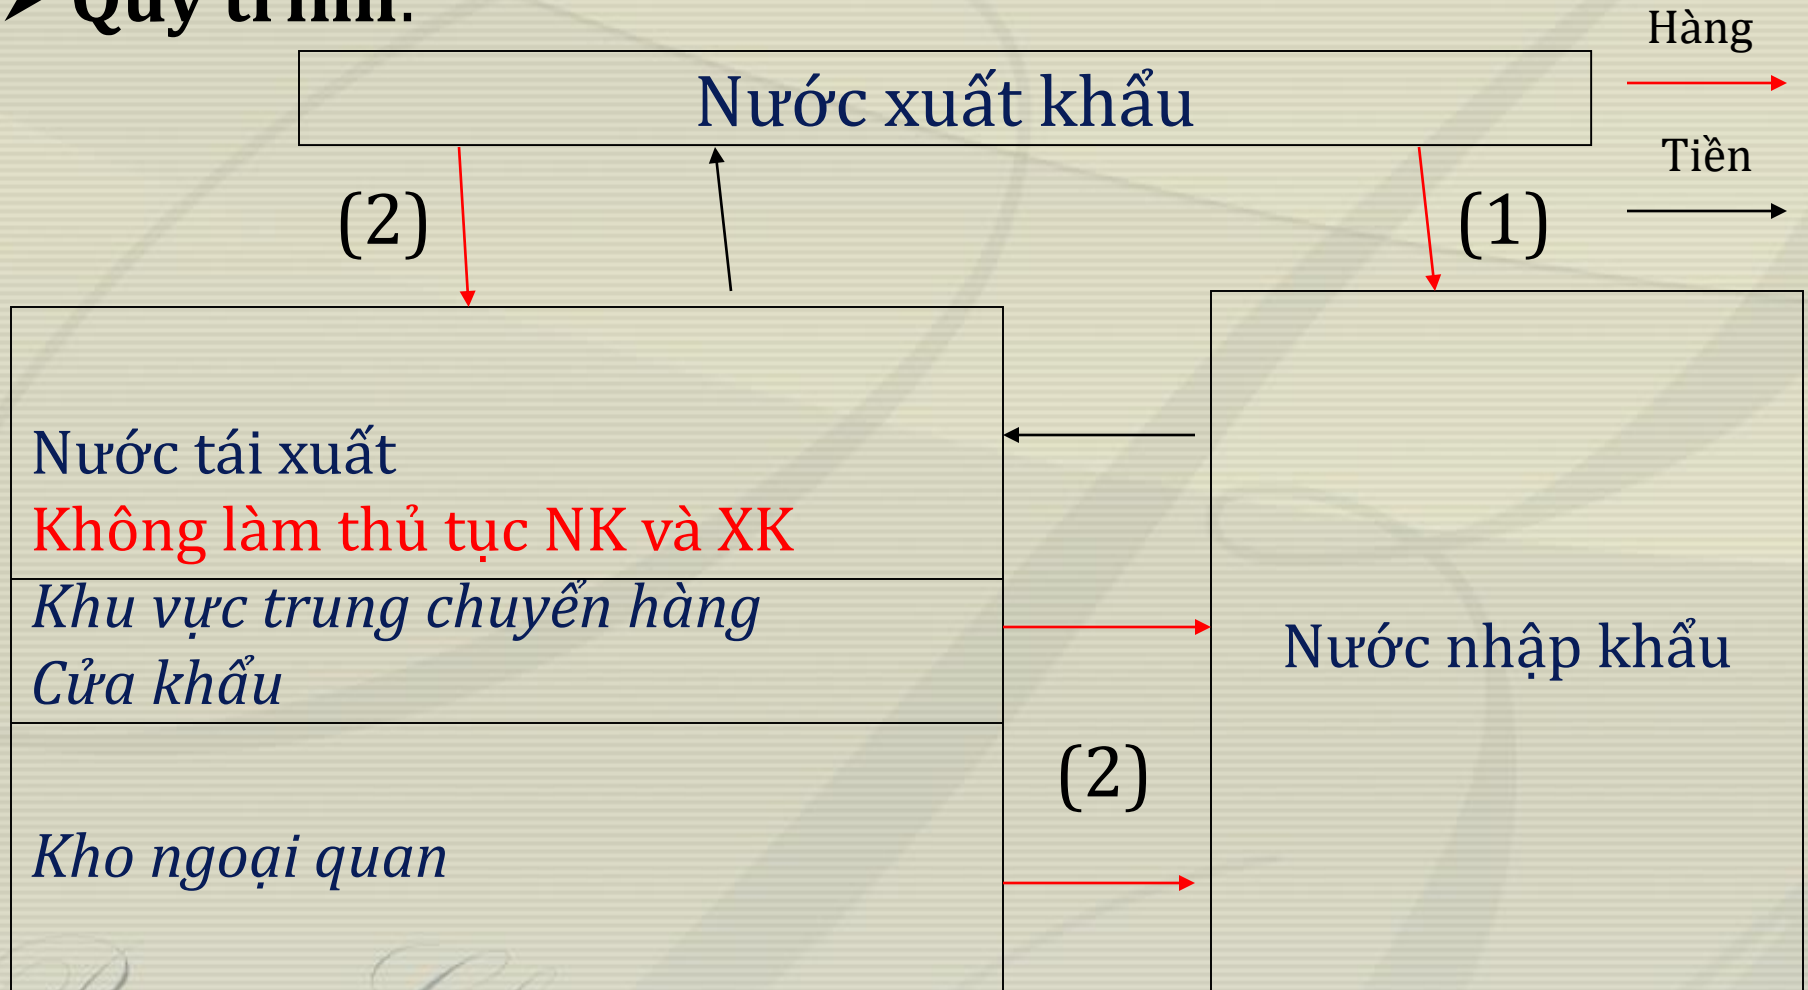 Quy trình:
Hàng
Nước xuất khẩu
Tiền
(2)
(1)
Nước tái xuất
Không làm thủ tục NK và XK
Khu vực trung chuyển hàng
Cửa khẩu
Nước nhập khẩu
(2)
Kho ngoại quan